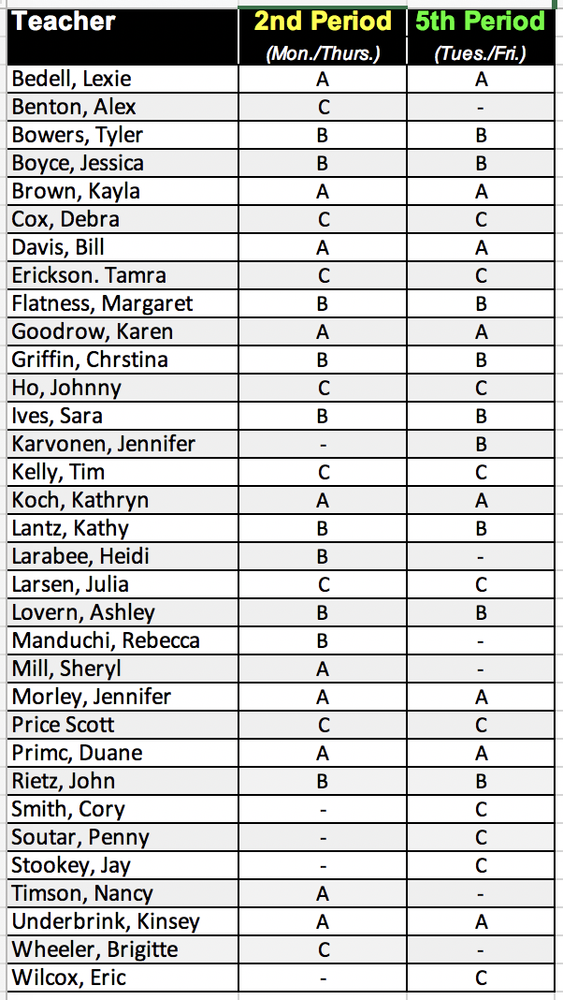 Teacher 2nd Period 5th Period
(Mon./Thurs.) (Tues./Fri.)
Bedell, Lexie A A
Benton, Alex C -
Bowers, Tyler B B
Boyce, Jessica B B
Brown, Kayla A A
Cox, Debra C C
Davis, Bill A A
Erickson. Tamra C C
Flatness, Margaret B B
Goodrow, Karen A A
Griffin, Chrstina B B
Ho, Johnny C C
Ives, Sara B B
Karvonen, Jennifer - B
Kelly, Tim C C
Koch, Kathryn A A
Lantz, Kathy B B
Larabee, Heidi B -
Larsen, Julia C C
Lovern, Ashley B B
Manduchi, Rebecca B -
Mill, Sheryl A -
Morley, Jennifer A A
Price Scott C C
Primc, Duane A A
Rietz, John B B
Smith, Cory - C
Soutar, Penny - C
Stookey, Jay - C
Timson, Nancy A -
Underbrink, Kinsey A A
Wheeler, Brigitte C -
Wilcox, Eric - C